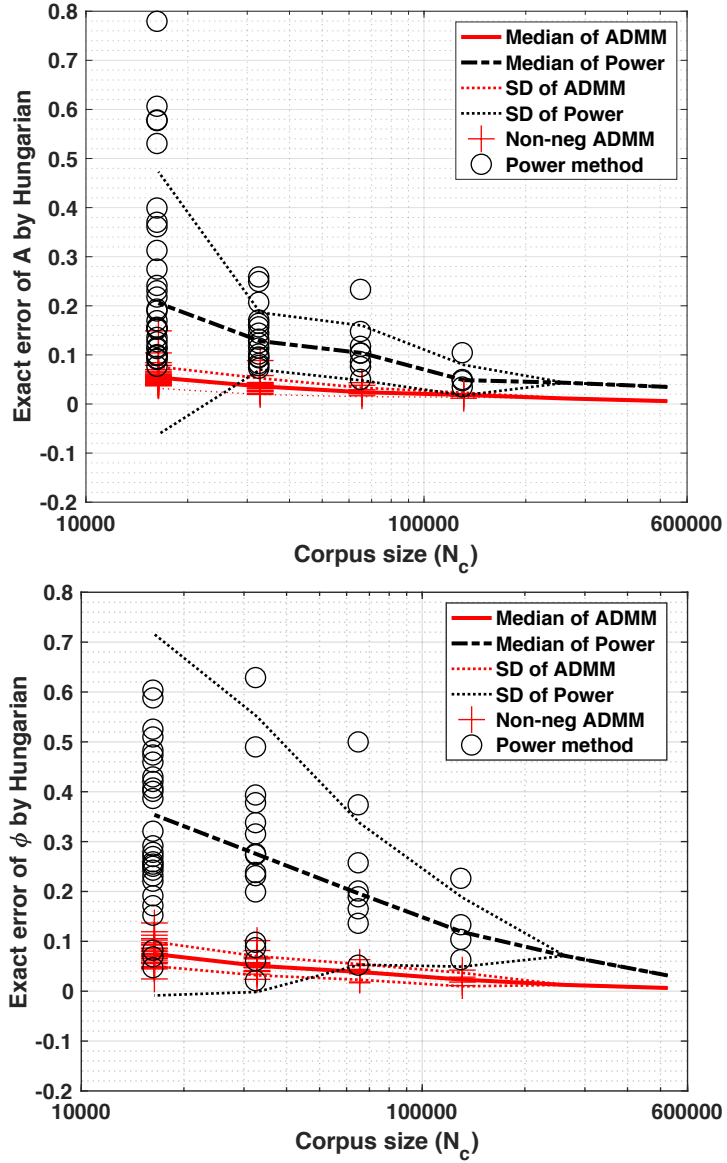 0.8
0.7
0.6
0.5
0.4
0.3
0.2
0.1
0
-0.1
-0.2
Exact error of A by Hungarian
Median of ADMM
Median of Power
SD of ADMM
SD of Power
Non-neg ADMM
Power method
10000
100000
600000
Corpus size (Nc)
0.8
0.7
0.6
0.5
0.4
0.3
0.2
0.1
0
-0.1
-0.2
Exact error of ϕ by Hungarian
Median of ADMM
Median of Power
SD of ADMM
SD of Power
Non-neg ADMM
Power method
10000
100000
600000
Corpus size (Nc)